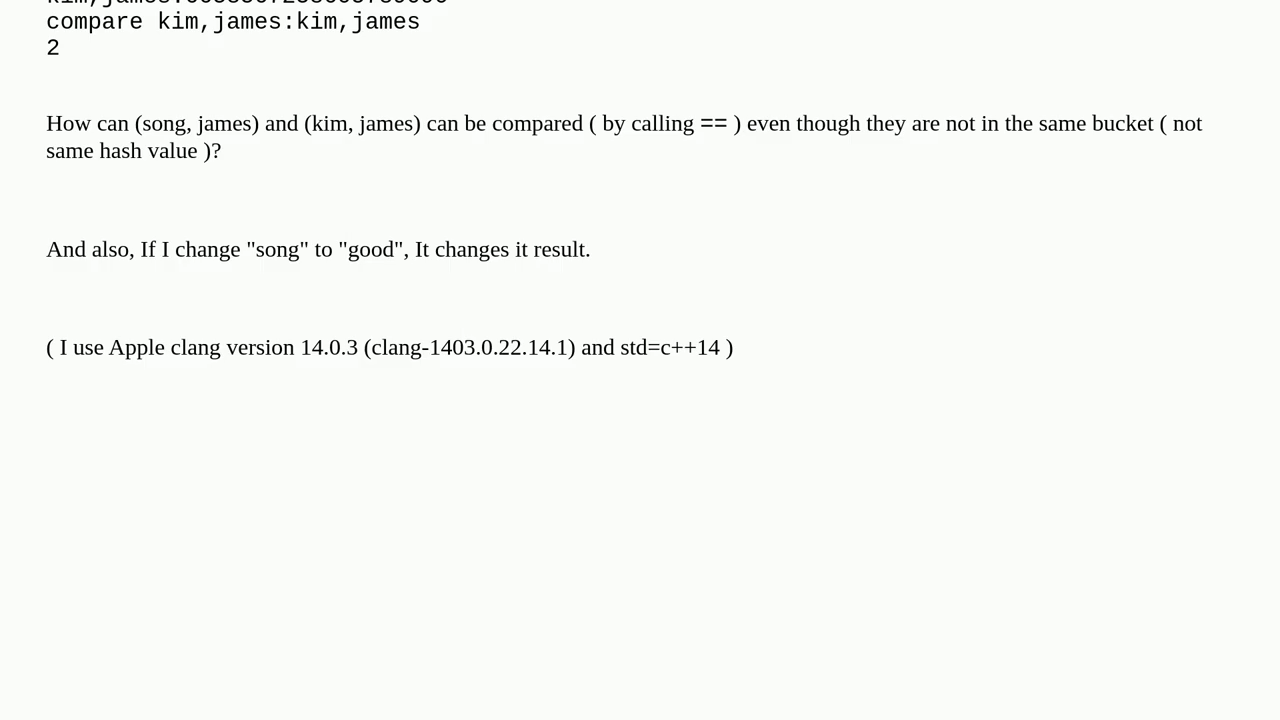 compare kim,james:kim,james
2
How can (song, james) and (kim, james) can be compared ( by calling == ) even though they are not in the same bucket ( not
same hash value )?
And also, If I change "song" to "good", It changes it result.
( I use Apple clang version 14.0.3 (clang-1403.0.22.14.1) and std=c++14 )